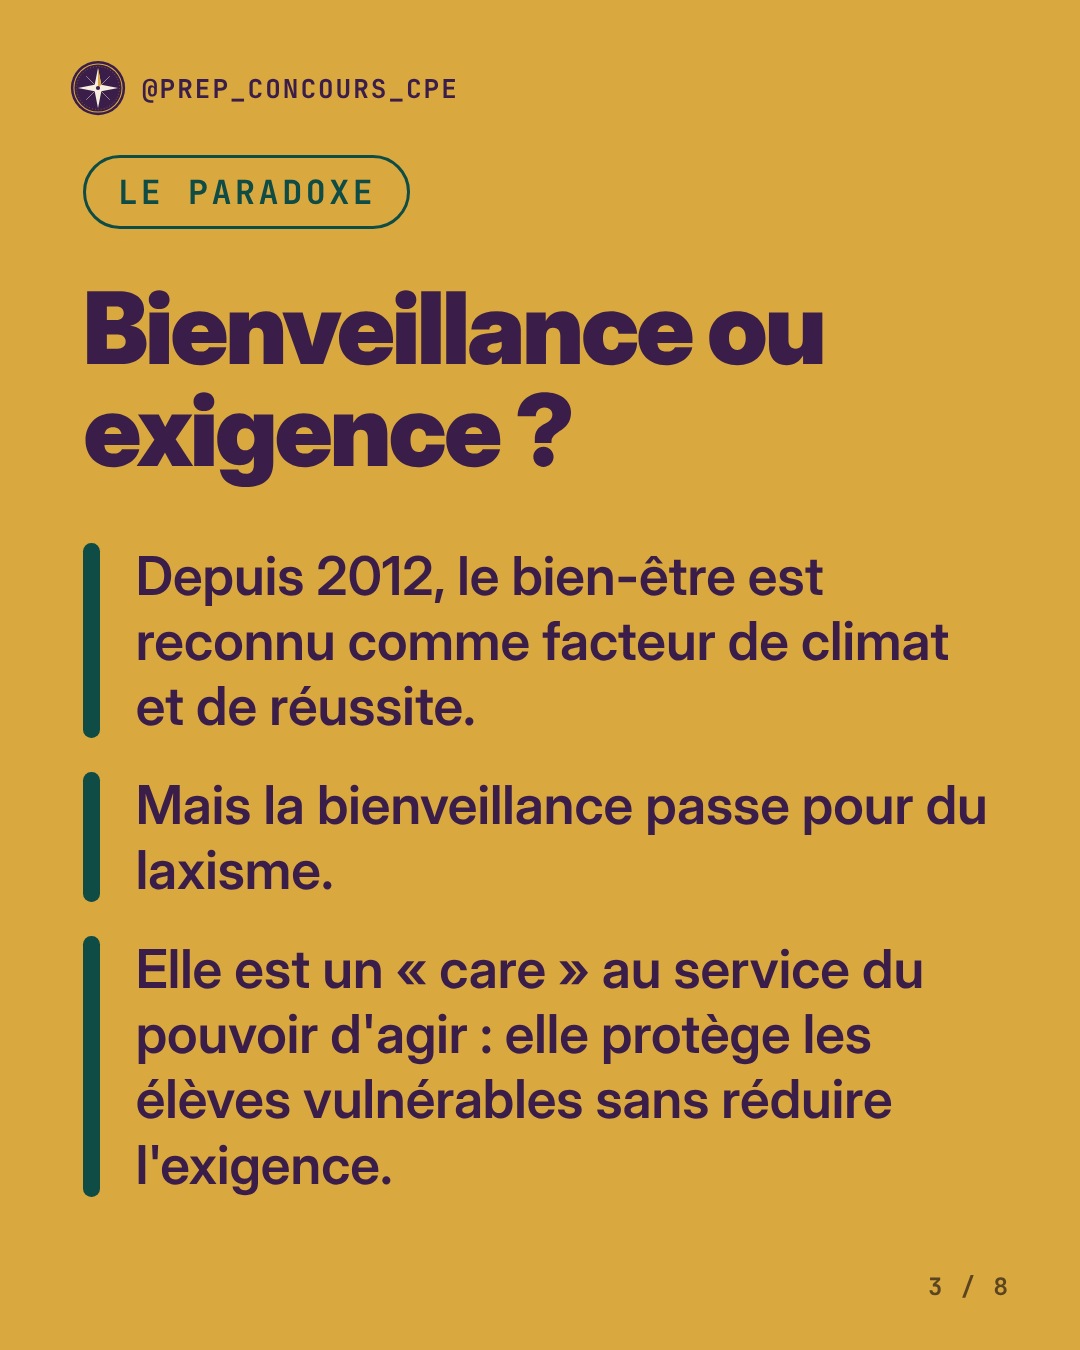 @PREP_CONCOURS_CPE
LE PARADOXE
Bienveillance ou
exigence ?
Depuis 2012, le bien-être est
reconnu comme facteur de climat
et de réussite.
Mais la bienveillance passe pour du
laxisme.
Elle est un « care » au service du
pouvoir d'agir : elle protège les
élèves vulnérables sans réduire
l'exigence.
3 / 8